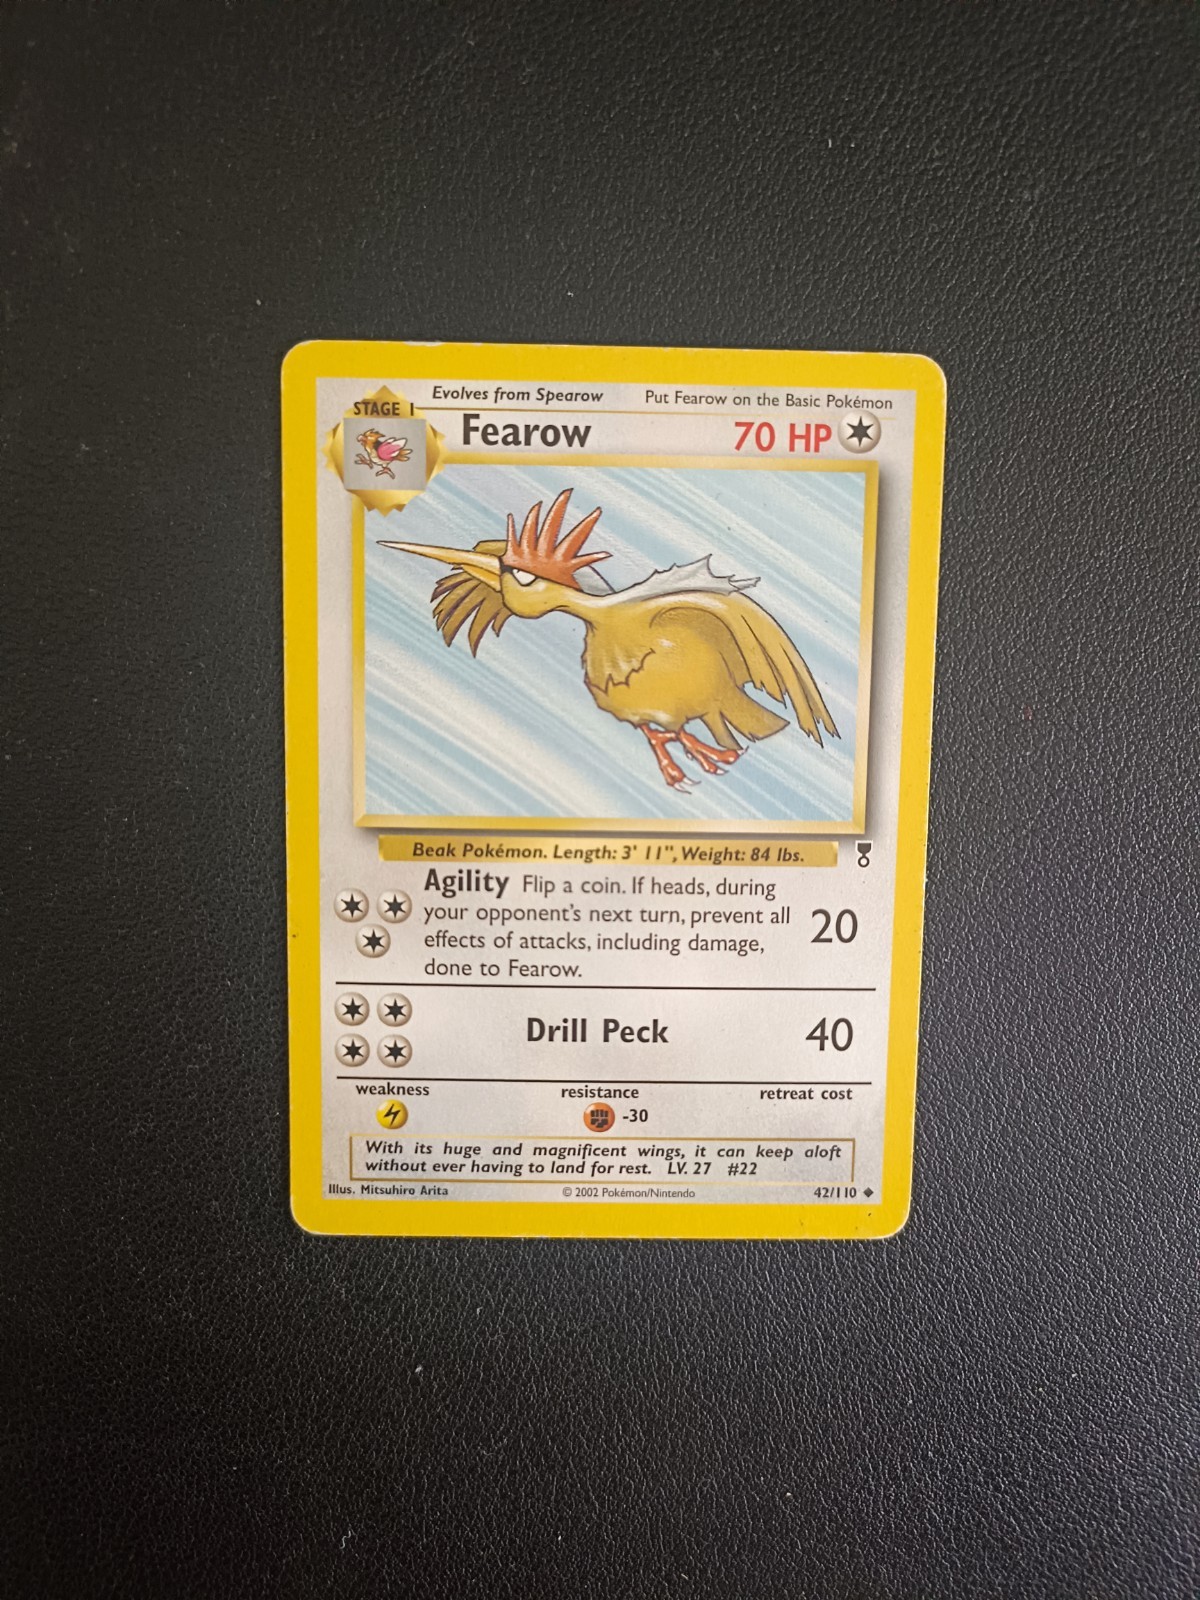 Evolves from Spearow
Put Fearow on the Basic Pokémon
STAGE 1
Fearow
70 HP
Beak Pokémon. Length: 3' 11", Weight: 84 lbs.
Agility Flip a coin. If heads, during
your opponent's next turn, prevent all
effects of attacks, including damage,
done to Fearow.
20
Drill Peck
40
weakness
resistance
retreat cost
-30
With its huge and magnificent wings, it can keep aloft
without ever having to land for rest. LV. 27 #22
Illus. Mitsuhiro Arita
© 2002 Pokémon/Nintendo
42/110